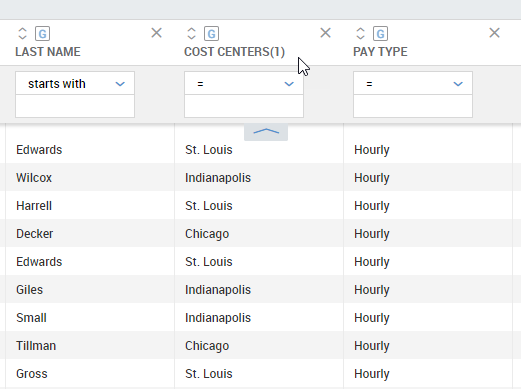 G G G
LAST NAME COST CENTERS(1) PAY TYPE
starts with = =
Edwards St. Louis Hourly
Wilcox Indianapolis Hourly
Harrell St. Louis Hourly
Decker Chicago Hourly
Edwards St. Louis Hourly
Giles Indianapolis Hourly
Small Indianapolis Hourly
Tillman Chicago Hourly
Gross St. Louis Hourly